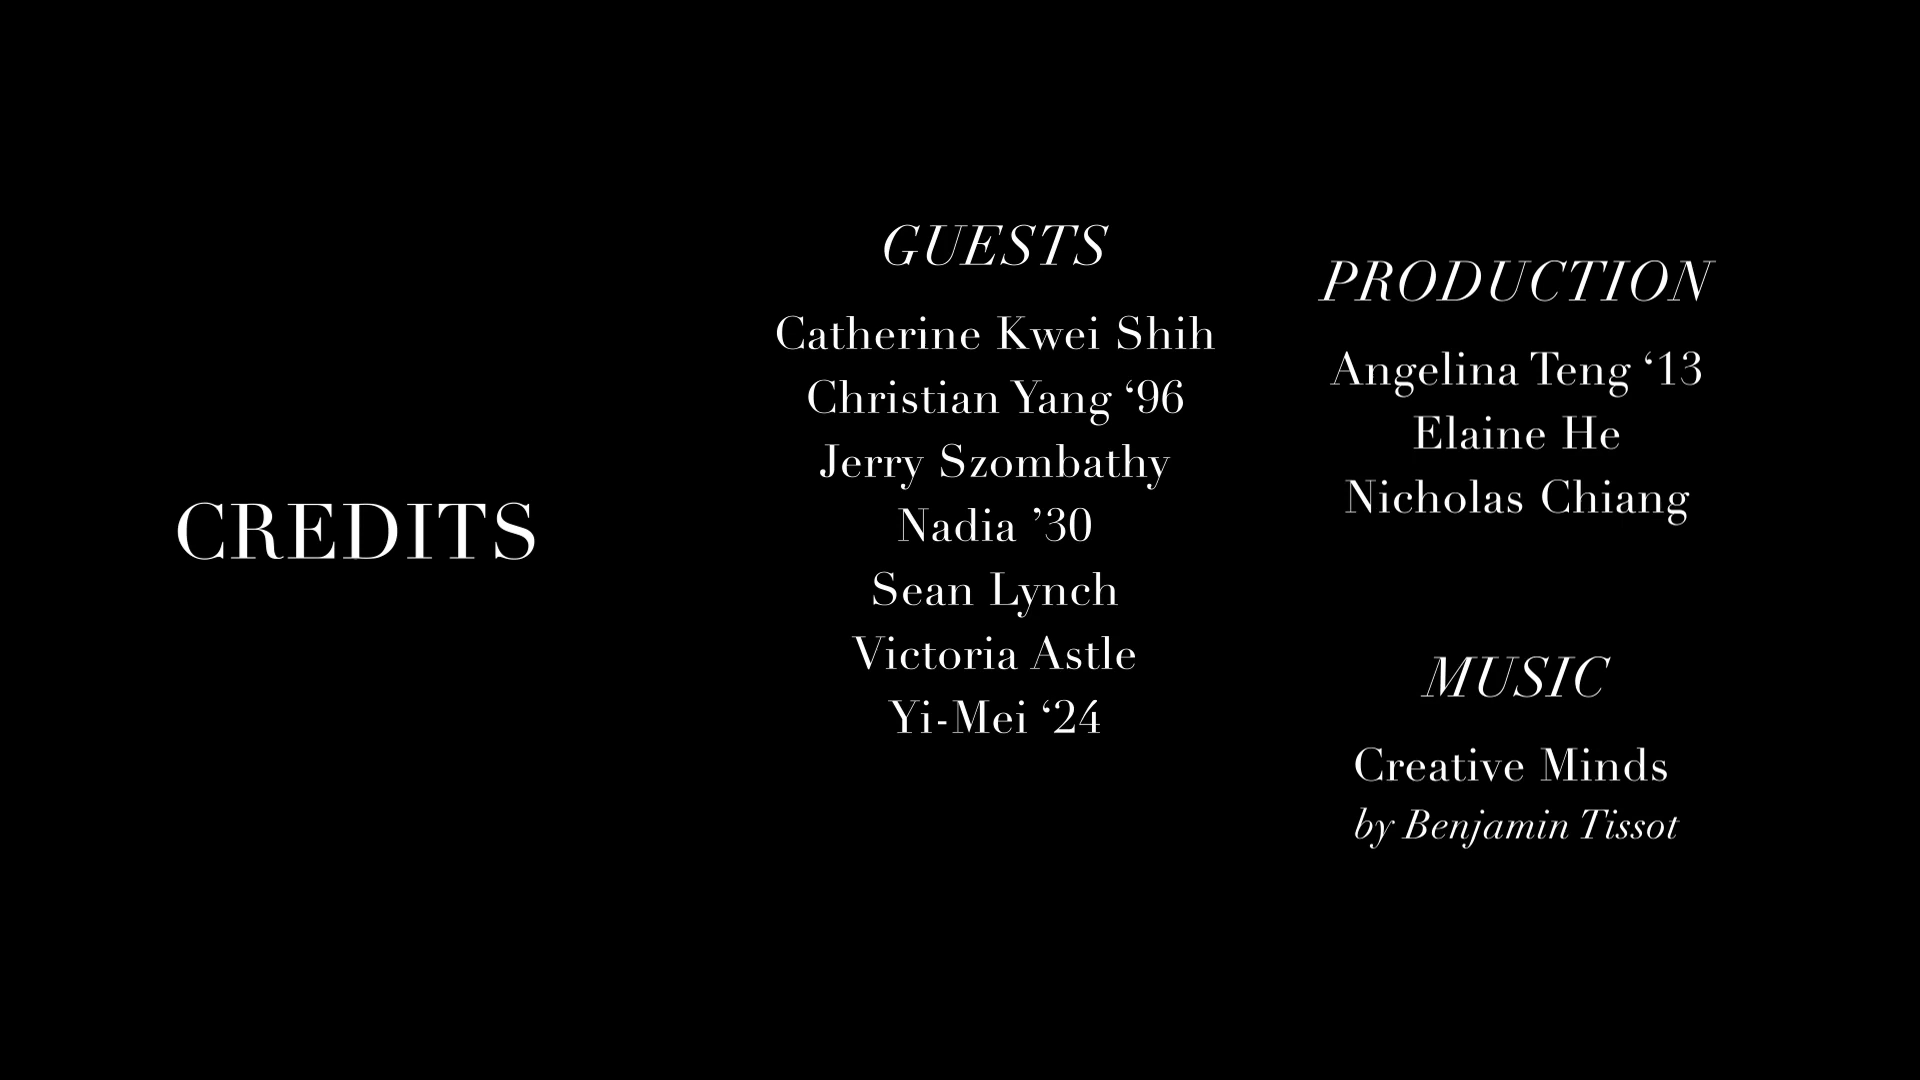 CREDITS
GUESTS
Catherine Kwei Shih
Christian Yang ‘96
Jerry Szombathy
Nadia ’30
Sean Lynch
Victoria Astle
Yi-Mei ‘24
PRODUCTION
Angelina Teng ‘13
Elaine He
Nicholas Chiang
MUSIC
Creative Minds
by Benjamin Tissot